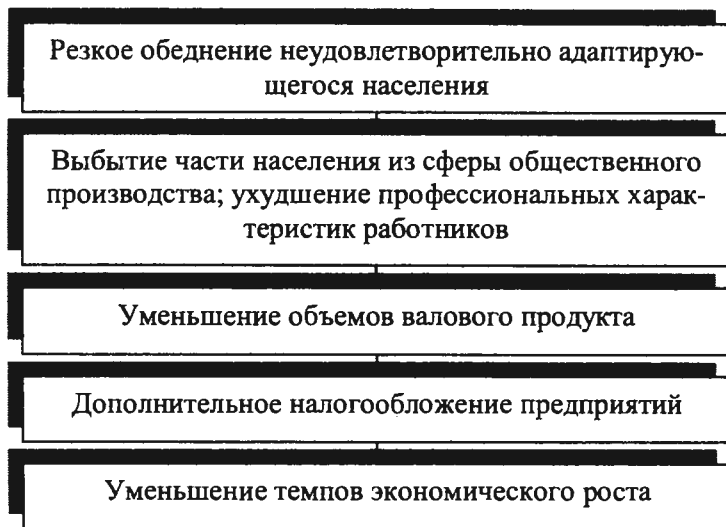 Резкое обеднение неудовлетворительно адаптирую-
щегося населения
Выбытие части населения из сферы общественного
производства; ухудшение профессиональных харак-
теристик работников
Уменьшение объемов валового продукта
Дополнительное налогообложение предприятий
Уменьшение темпов экономического роста